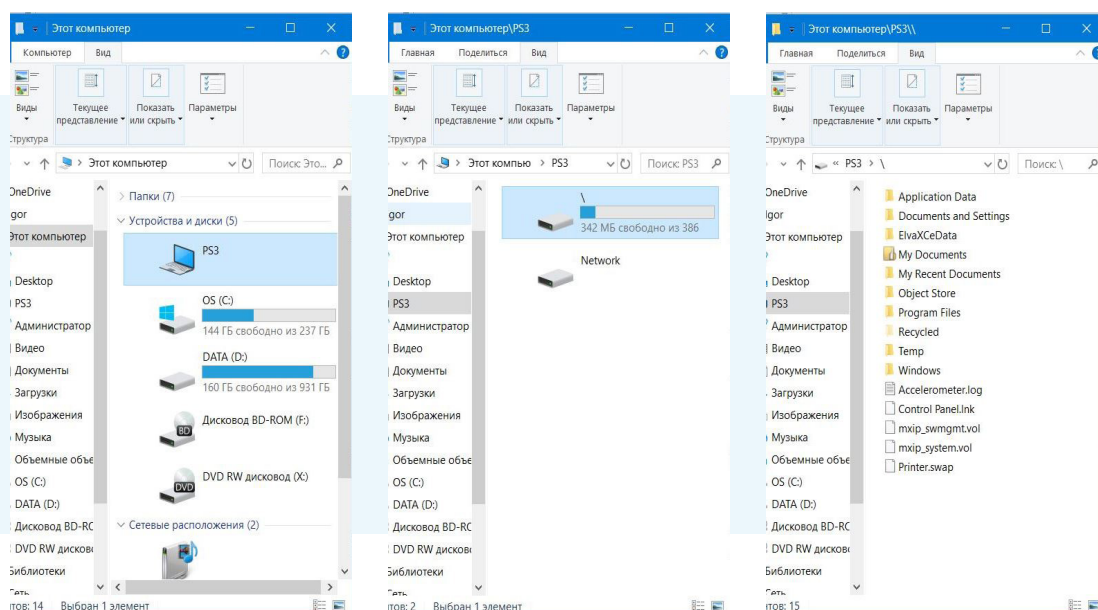 Этот компьютер
Компьютер Вид
Виды
Текущее представление
Показать или скрыть
Параметры
Структура
Этот компьютер
Поиск: Это...
OneDrive
Igor
Этот компьютер
Desktop
PS3
Администратор
Видео
Документы
Загрузки
Изображения
Музыка
Объемные объе
OS (C:)
DATA (D:)
Дисковод BD-RO
DVD RW дисково
Библиотеки
Сеть
Папки (7)
Устройства и диски (5)
PS3
OS (C:)
144 ГБ свободно из 237 ГБ
DATA (D:)
160 ГБ свободно из 931 ГБ
BD
Дисковод BD-ROM (F:)
DVD
DVD RW дисковод (X:)
Сетевые расположения (2)
тов: 14 Выбран 1 элемент
Этот компьютер\PS3
Главная Поделиться Вид
Виды
Текущее представление
Показать или скрыть
Параметры
Структура
Этот компью > PS3
Поиск: PS3
OneDrive
Igor
Этот компьютер
Desktop
PS3
Администратор
Видео
Документы
Загрузки
Изображения
Музыка
Объемные объе
OS (C:)
DATA (D:)
Дисковод BD-RO
DVD RW дисково
Библиотеки
Сеть
\
342 МБ свободно из 386
Network
тов: 2 Выбран 1 элемент
Этот компьютер\PS3\\
Главная Поделиться Вид
Виды
Текущее представление
Показать или скрыть
Параметры
Структура
« PS3 > \
Поиск: \
OneDrive
Igor
Этот компьютер
Desktop
PS3
Администратор
Видео
Документы
Загрузки
Изображения
Музыка
Объемные объе
OS (C:)
DATA (D:)
Дисковод BD-RC
DVD RW дисково
Библиотеки
Сеть
Application Data
Documents and Settings
ElvaXCeData
My Documents
My Recent Documents
Object Store
Program Files
Recycled
Temp
Windows
Accelerometer.log
Control Panel.lnk
mxip_swmgmt.vol
mxip_system.vol
Printer.swap
тов: 15